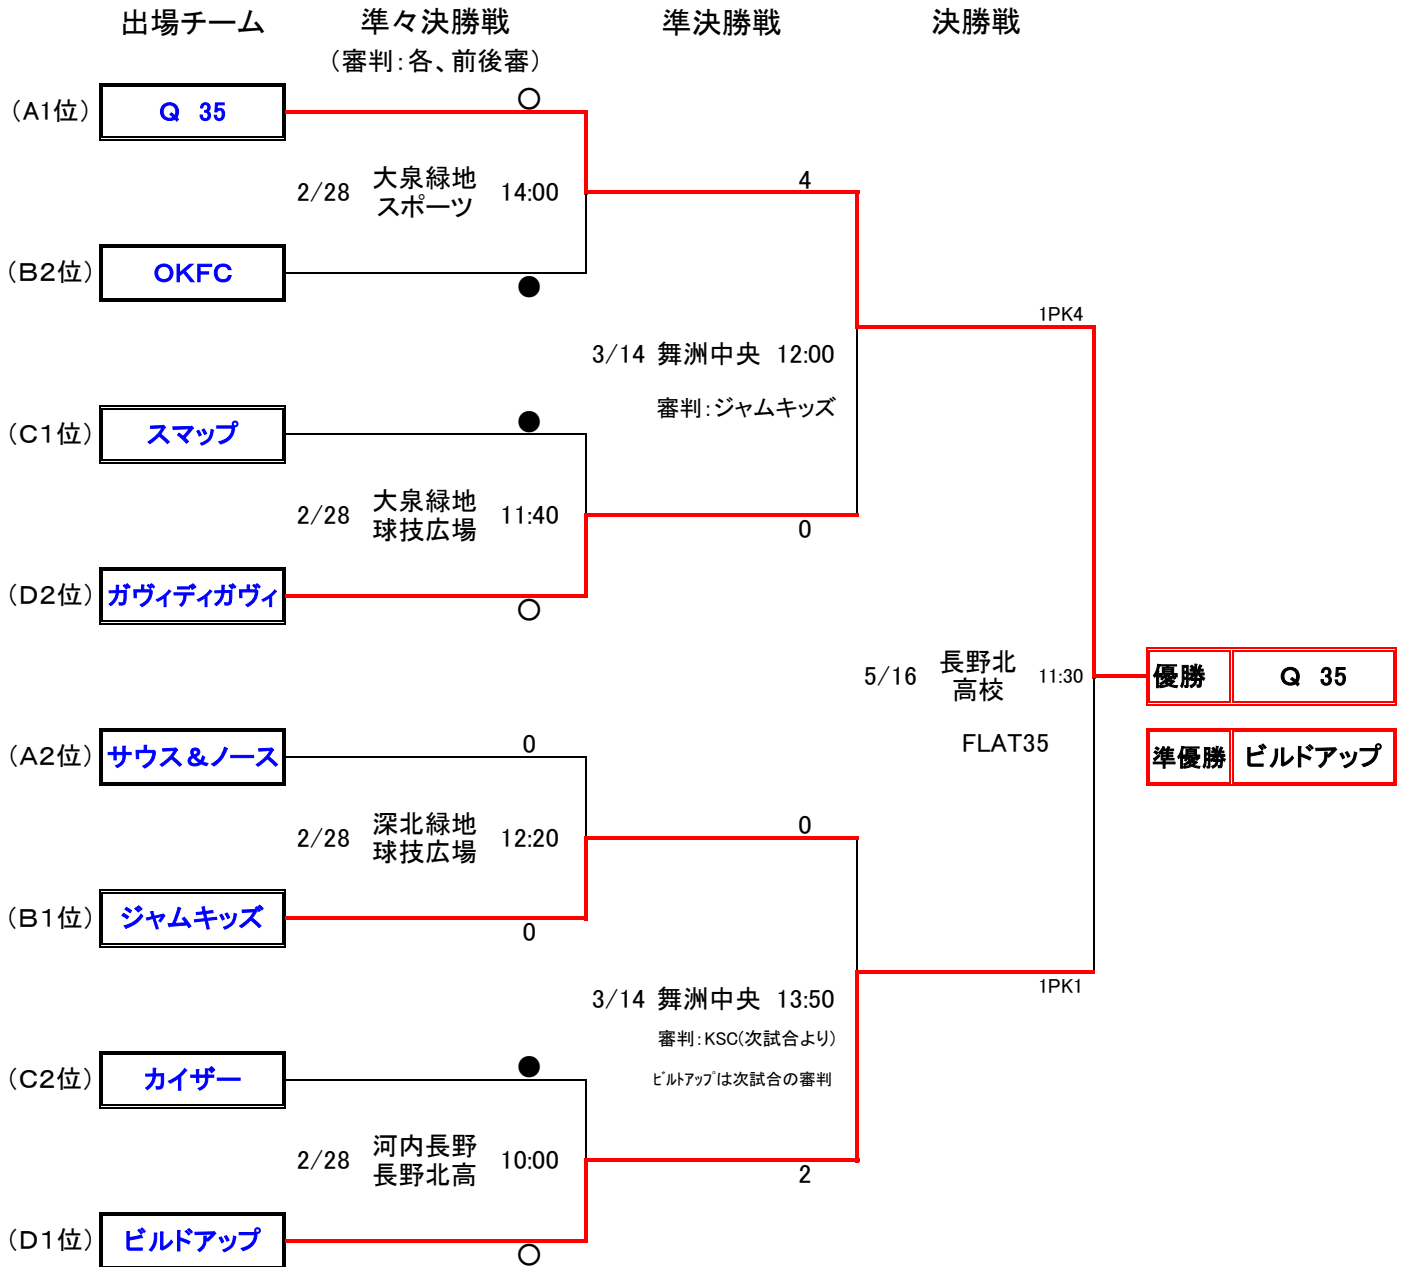 出場チーム 準々決勝戦 準決勝戦 決勝戦
（審判：各、前後審）
（A1位） Q 35
○
2/28 大泉緑地 スポーツ 14:00
4
（B2位） OKFC
●
1PK4
3/14 舞洲中央 12:00
審判：ジャムキッズ
（C1位） スマップ
●
2/28 大泉緑地 球技広場 11:40
0
（D2位） ガヴィディガヴィ
○
5/16 長野北 高校 11:30
優勝 Q 35
FLAT35
準優勝 ビルドアップ
（A2位） サウス＆ノース
0
2/28 深北緑地 球技広場 12:20
0
（B1位） ジャムキッズ
0
1PK1
3/14 舞洲中央 13:50
審判：KSC(次試合より)
ビルトアップは次試合の審判
（C2位） カイザー
●
2/28 河内長野 長野北高 10:00
2
（D1位） ビルドアップ
○